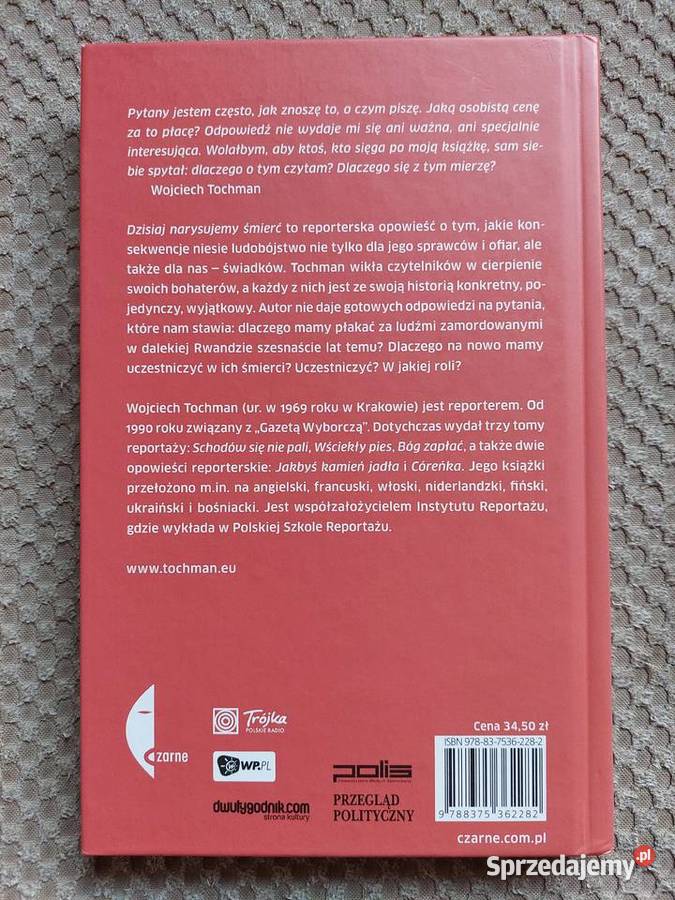 Pytany jestem często, jak znoszę to, o czym piszę. Jaką osobistą cenę
za to płacę? Odpowiedź nie wydaje mi się ani ważna, ani specjalnie
interesująca. Wolałbym, aby ktoś, kto sięga po moją książkę, sam sie-
bie spytał: dlaczego o tym czytam? Dlaczego się z tym mierzę?
Wojciech Tochman
Dzisiaj narysujemy śmierć to reporterska opowieść o tym, jakie kon-
sekwencje niesie ludobójstwo nie tylko dla jego sprawców i ofiar, ale
także dla nas – świadków. Tochman wikła czytelników w cierpienie
swoich bohaterów, a każdy z nich jest ze swoją historią konkretny, po-
jedynczy, wyjątkowy. Autor nie daje gotowych odpowiedzi na pytania,
które nam stawia: dlaczego mamy płakać za ludźmi zamordowanymi
w dalekiej Rwandzie szesnaście lat temu? Dlaczego na nowo mamy
uczestniczyć w ich śmierci? Uczestniczyć? W jakiej roli?
Wojciech Tochman (ur. w 1969 roku w Krakowie) jest reporterem. Od
1990 roku związany z „Gazetą Wyborczą”. Dotychczas wydał trzy tomy
reportaży: Schodów się nie pali, Wściekły pies, Bóg zapłać, a także dwie
opowieści reporterskie: Jakbyś kamień jadła i Córeńka. Jego książki
przełożono m.in. na angielski, francuski, włoski, niderlandzki, fiński,
ukraiński i bośniacki. Jest współzałożycielem Instytutu Reportażu,
gdzie wykłada w Polskiej Szkole Reportażu.
www.tochman.eu
czarne
Trójka
POLSKIE RADIO
WP.PL
dwutygodnik.com
strona kultury
polis
PRZEGLĄD
POLITYCZNY
Cena 34,50 zł
ISBN 978-83-7536-228-2
9 788375 362282
czarne.com.pl
Sprzedajemy.pl